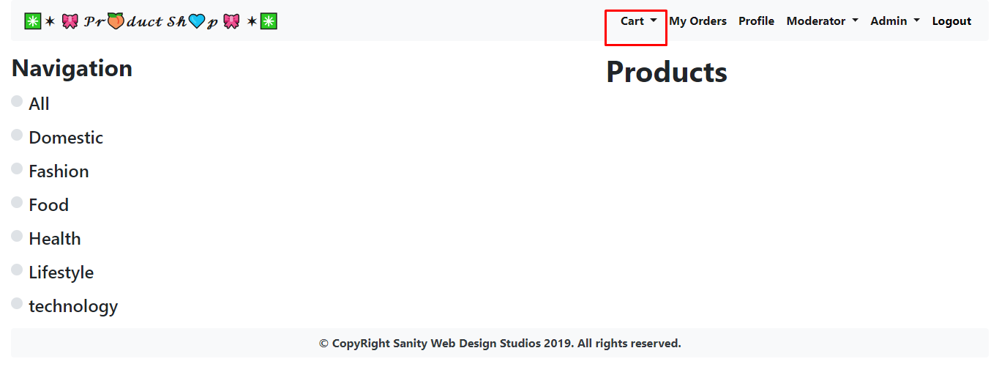 ✳️✶ 🎀 𝒫𝓇🍑𝒹𝓊𝒸𝓉 𝒮𝒽💙𝓅 🎀 ✶✳️ Cart My Orders Profile Moderator Admin Logout
Navigation
Products
All
Domestic
Fashion
Food
Health
Lifestyle
technology
© CopyRight Sanity Web Design Studios 2019. All rights reserved.